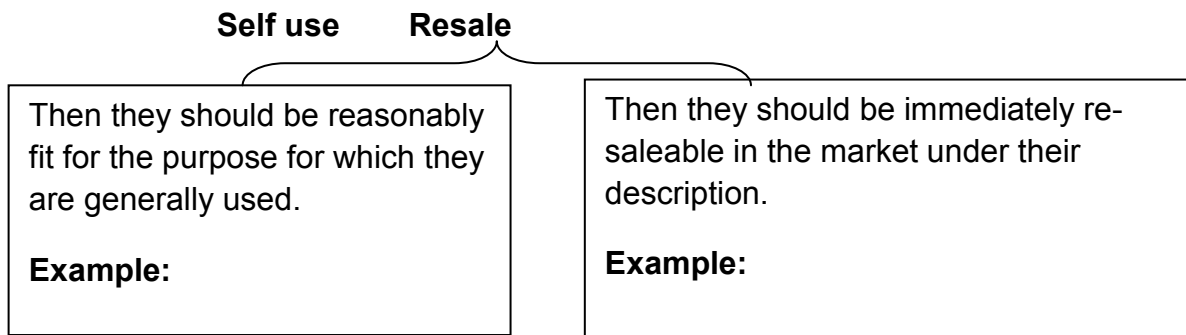 Self use Resale
Then they should be reasonably
fit for the purpose for which they
are generally used.
Example:
Then they should be immediately re-
saleable in the market under their
description.
Example: